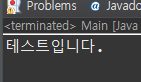 Problems @ Javado
<terminated> Main [Java
테스트입니다.